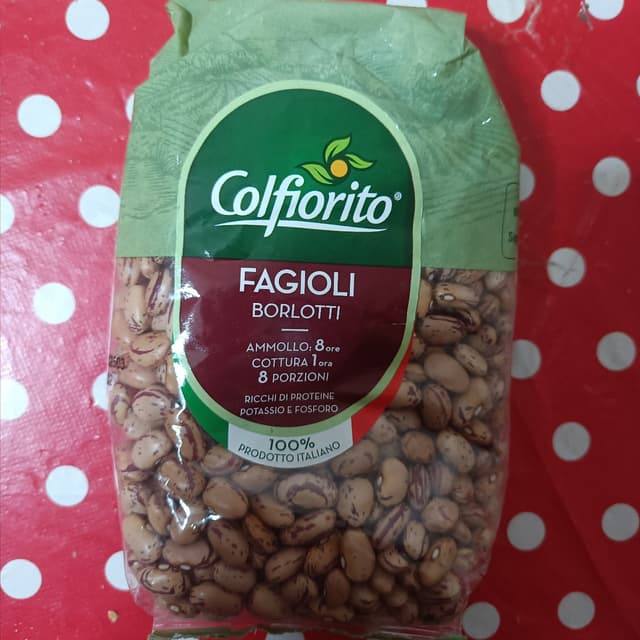 Colfiorito®
FAGIOLI
BORLOTTI
AMMOLLO: 8 ore
COTTURA 1 ora
8 PORZIONI
RICCHI DI PROTEINE
POTASSIO E FOSFORO
100%
PRODOTTO ITALIANO